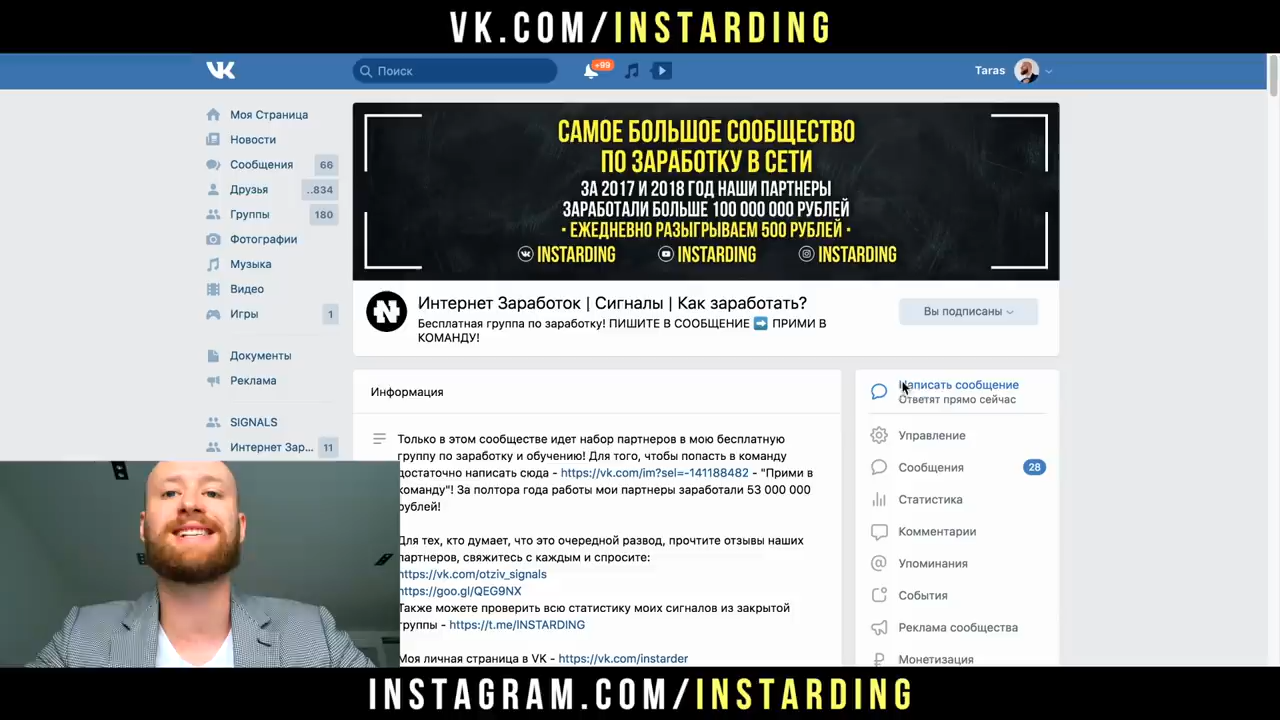 VK.COM/INSTARDING
Поиск
+99
Taras
Моя Страница
Новости
Сообщения 66
Друзья ..834
Группы 180
Фотографии
Музыка
Видео
Игры 1
Документы
Реклама
SIGNALS
Интернет Зар... 11
САМОЕ БОЛЬШОЕ СООБЩЕСТВО
ПО ЗАРАБОТКУ В СЕТИ
ЗА 2017 И 2018 ГОД НАШИ ПАРТНЕРЫ
ЗАРАБОТАЛИ БОЛЬШЕ 100 000 000 РУБЛЕЙ
· ЕЖЕДНЕВНО РАЗЫГРЫВАЕМ 500 РУБЛЕЙ ·
INSTARDING INSTARDING INSTARDING
Интернет Заработок | Сигналы | Как заработать?
Бесплатная группа по заработку! ПИШИТЕ В СООБЩЕНИЕ ➡ ПРИМИ В
КОМАНДУ!
Вы подписаны
Информация
Только в этом сообществе идет набор партнеров в мою бесплатную
группу по заработку и обучению! Для того, чтобы попасть в команду
достаточно написать сюда - https://vk.com/im?sel=-141188482 - "Прими в
команду"! За полтора года работы мои партнеры заработали 53 000 000
рублей!
Для тех, кто думает, что это очередной развод, прочтите отзывы наших
партнеров, свяжитесь с каждым и спросите:
https://vk.com/otziv_signals
https://goo.gl/QEG9NX
Также можете проверить всю статистику моих сигналов из закрытой
группы - https://t.me/INSTARDING
Моя личная страница в VK - https://vk.com/instarder
Написать сообщение
Ответят прямо сейчас
Управление
Сообщения 28
Статистика
Комментарии
Упоминания
События
Реклама сообщества
Монетизация
INSTAGRAM.COM/INSTARDING